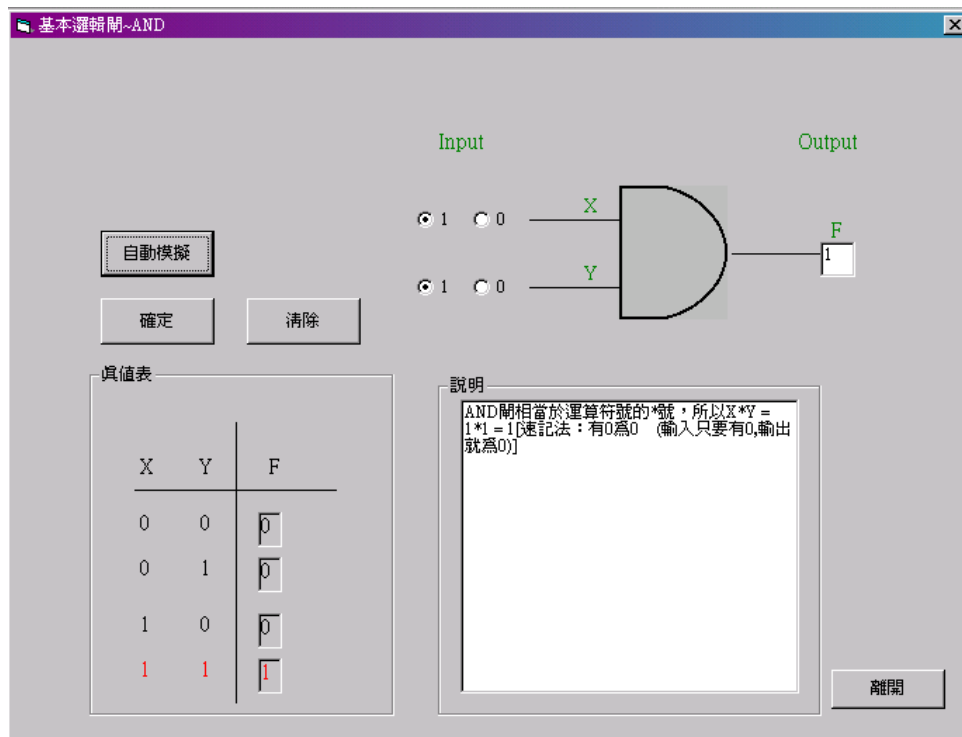 基本邏輯閘~AND
Input
Output
1 0
X
F
1
自動模擬
1 0
Y
確定
清除
真值表
X Y F
0 0 0
0 1 0
1 0 0
1 1 1
說明
AND閘相當於運算符號的*號，所以X*Y =
1*1 = 1[速記法：有0為0 (輸入只要有0,輸出
就為0)]
離開